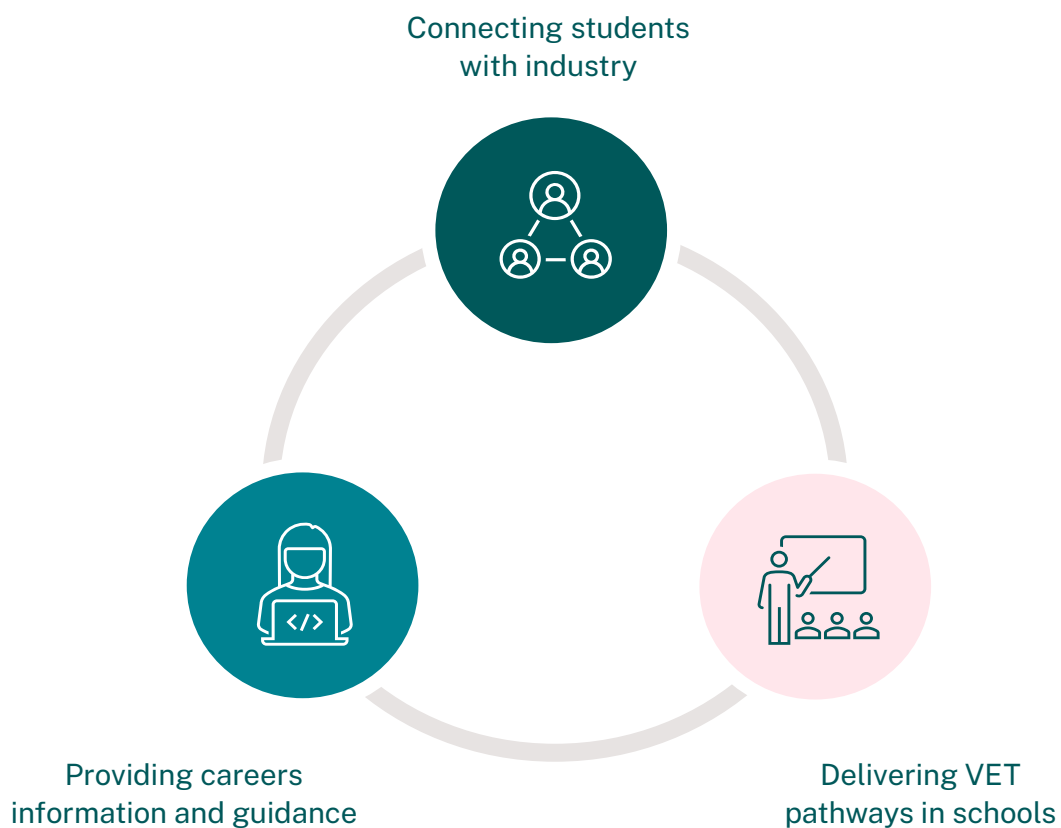 Connecting students
with industry
</>
Providing careers
information and guidance
Delivering VET
pathways in schools